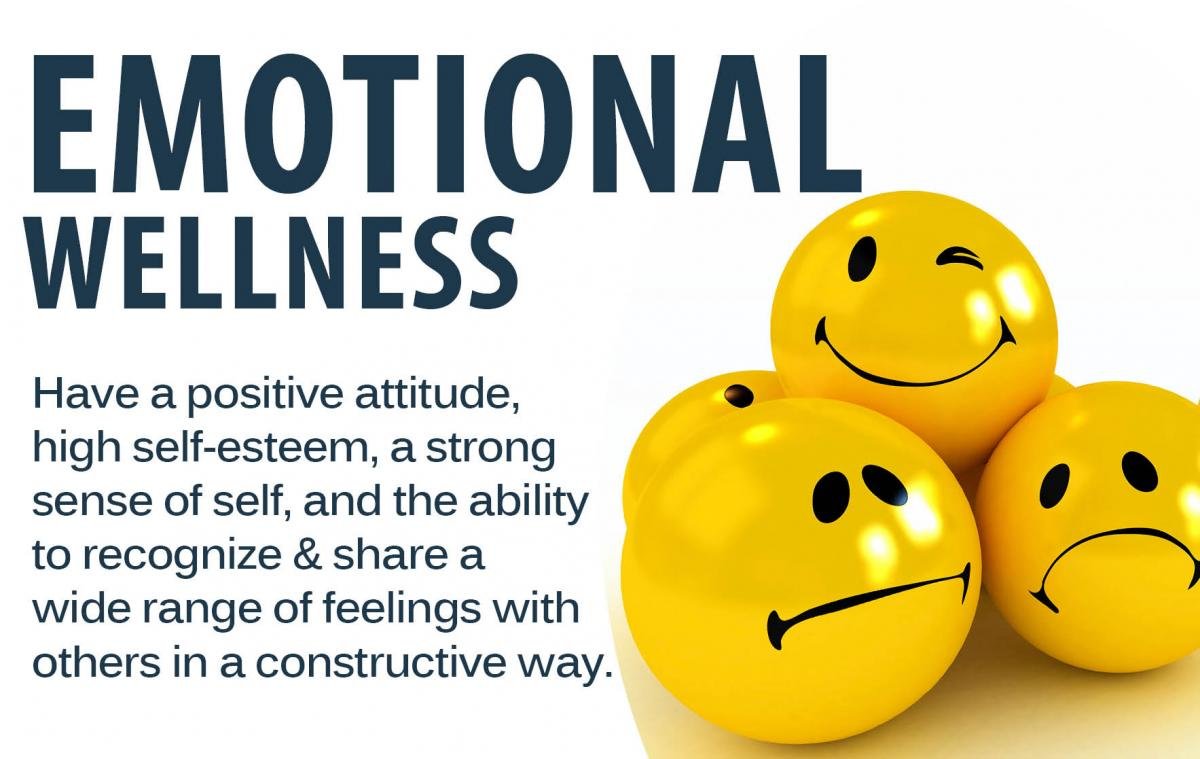 EMOTIONAL
WELLNESS
Have a positive attitude,
high self-esteem, a strong
sense of self, and the ability
to recognize & share a
wide range of feelings with
others in a constructive way.